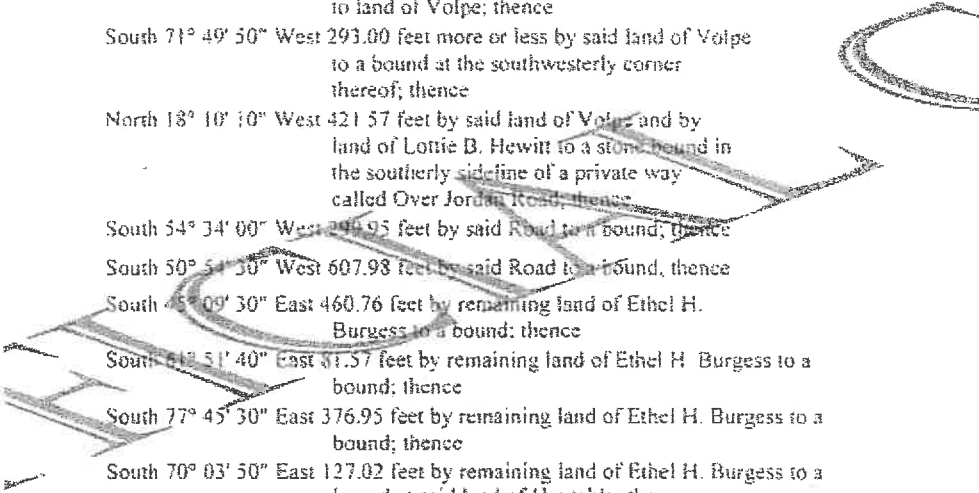 to land of Volpe; thence
South 71° 49' 50" West 293.00 feet more or less by said land of Volpe
to a bound at the southwesterly corner
thereof; thence
North 18° 10' 10" West 421 57 feet by said land of Volpe and by
land of Lottie B. Hewitt to a stone bound in
the southerly sideline of a private way
called Over Jordan Road; thence
South 54° 34' 00" West 299.95 feet by said Road to a bound; thence
South 50° 54' 30" West 607.98 feet by said Road to a bound, thence
South 45° 09' 30" East 460.76 feet by remaining land of Ethel H.
Burgess to a bound; thence
South 51' 40" East 81.57 feet by remaining land of Ethel H Burgess to a
bound; thence
South 77° 45' 30" East 376.95 feet by remaining land of Ethel H. Burgess to a
bound; thence
South 70° 03' 50" East 127.02 feet by remaining land of Ethel H. Burgess to a